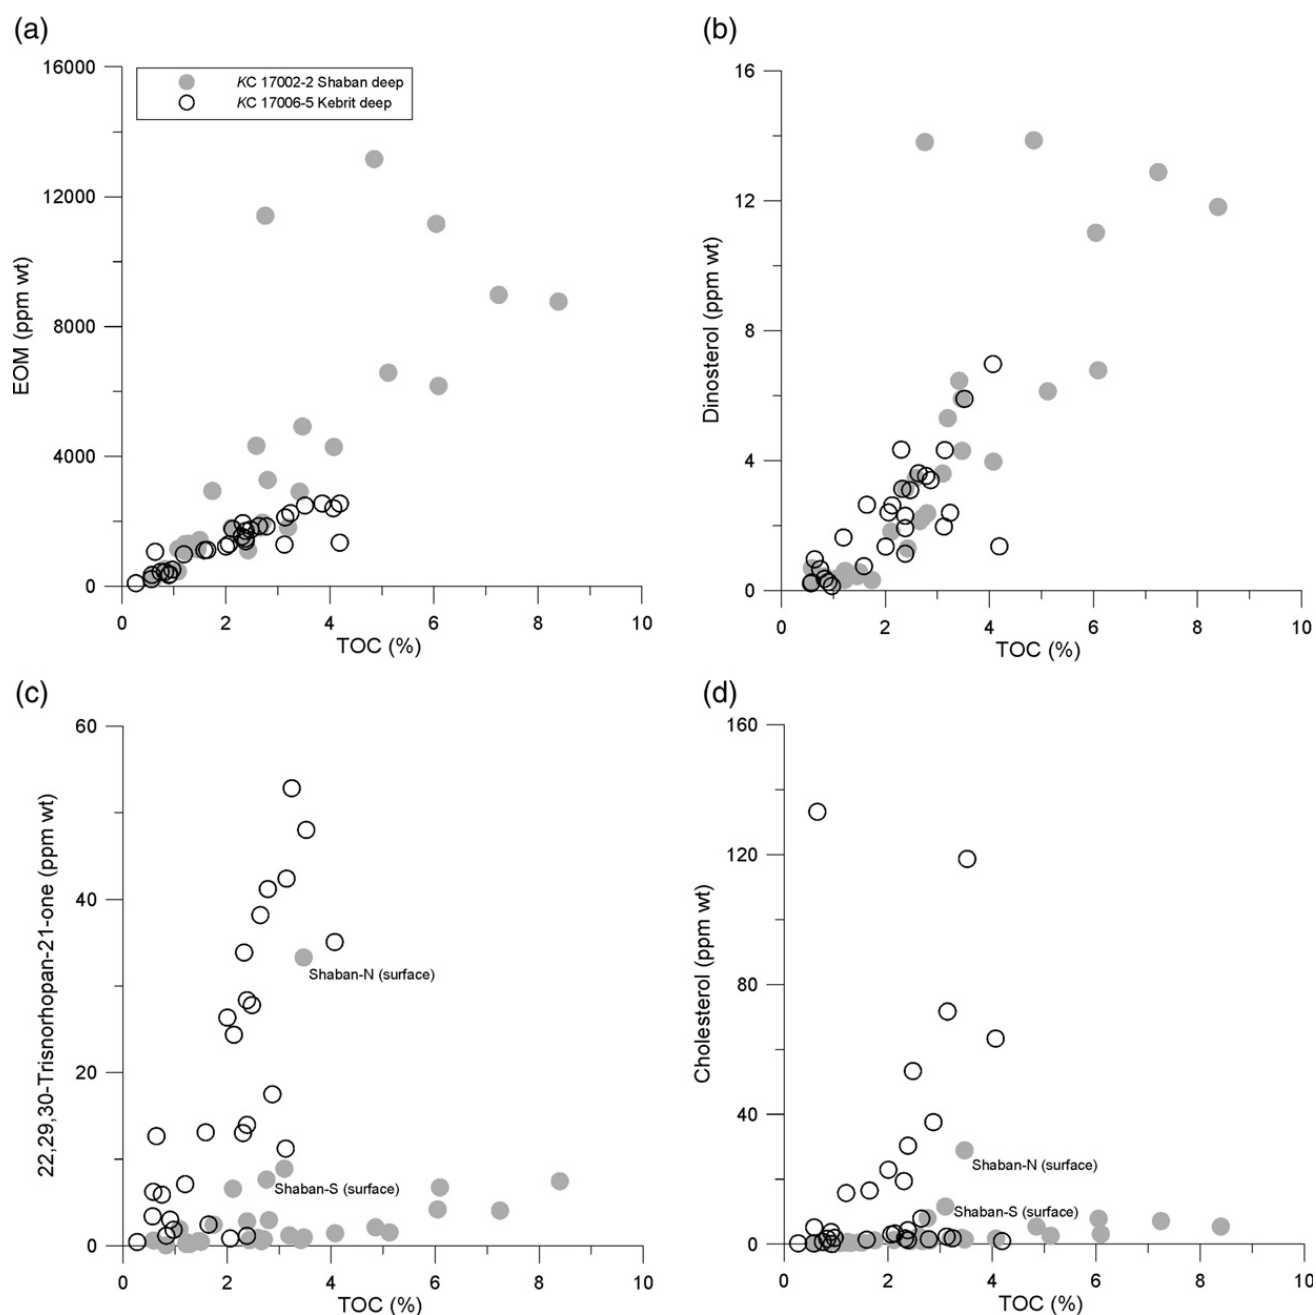 (a)
16000
KC 17002-2 Shaban deep
KC 17006-5 Kebrit deep
12000
8000
4000
0
EOM (ppm wt)
0 2 4 6 8 10
TOC (%)
(b)
16
12
8
4
0
Dinosterol (ppm wt)
0 2 4 6 8 10
TOC (%)
(c)
60
40
20
0
22,29,30-Trisnorhopan-21-one (ppm wt)
Shaban-N (surface)
Shaban-S (surface)
0 2 4 6 8 10
TOC (%)
(d)
160
120
80
40
0
Cholesterol (ppm wt)
Shaban-N (surface)
Shaban-S (surface)
0 2 4 6 8 10
TOC (%)